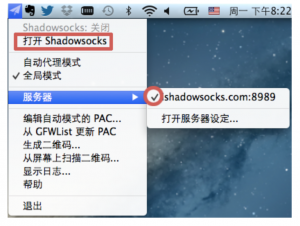 周一 下午8:22
Shadowsocks: 关闭
打开 Shadowsocks
自动代理模式
✓ 全局模式
服务器
✓ shadowsocks.com:8989
打开服务器设定...
编辑自动模式的 PAC...
从 GFWList 更新 PAC
生成二维码...
从屏幕上扫描二维码...
显示日志...
帮助
退出